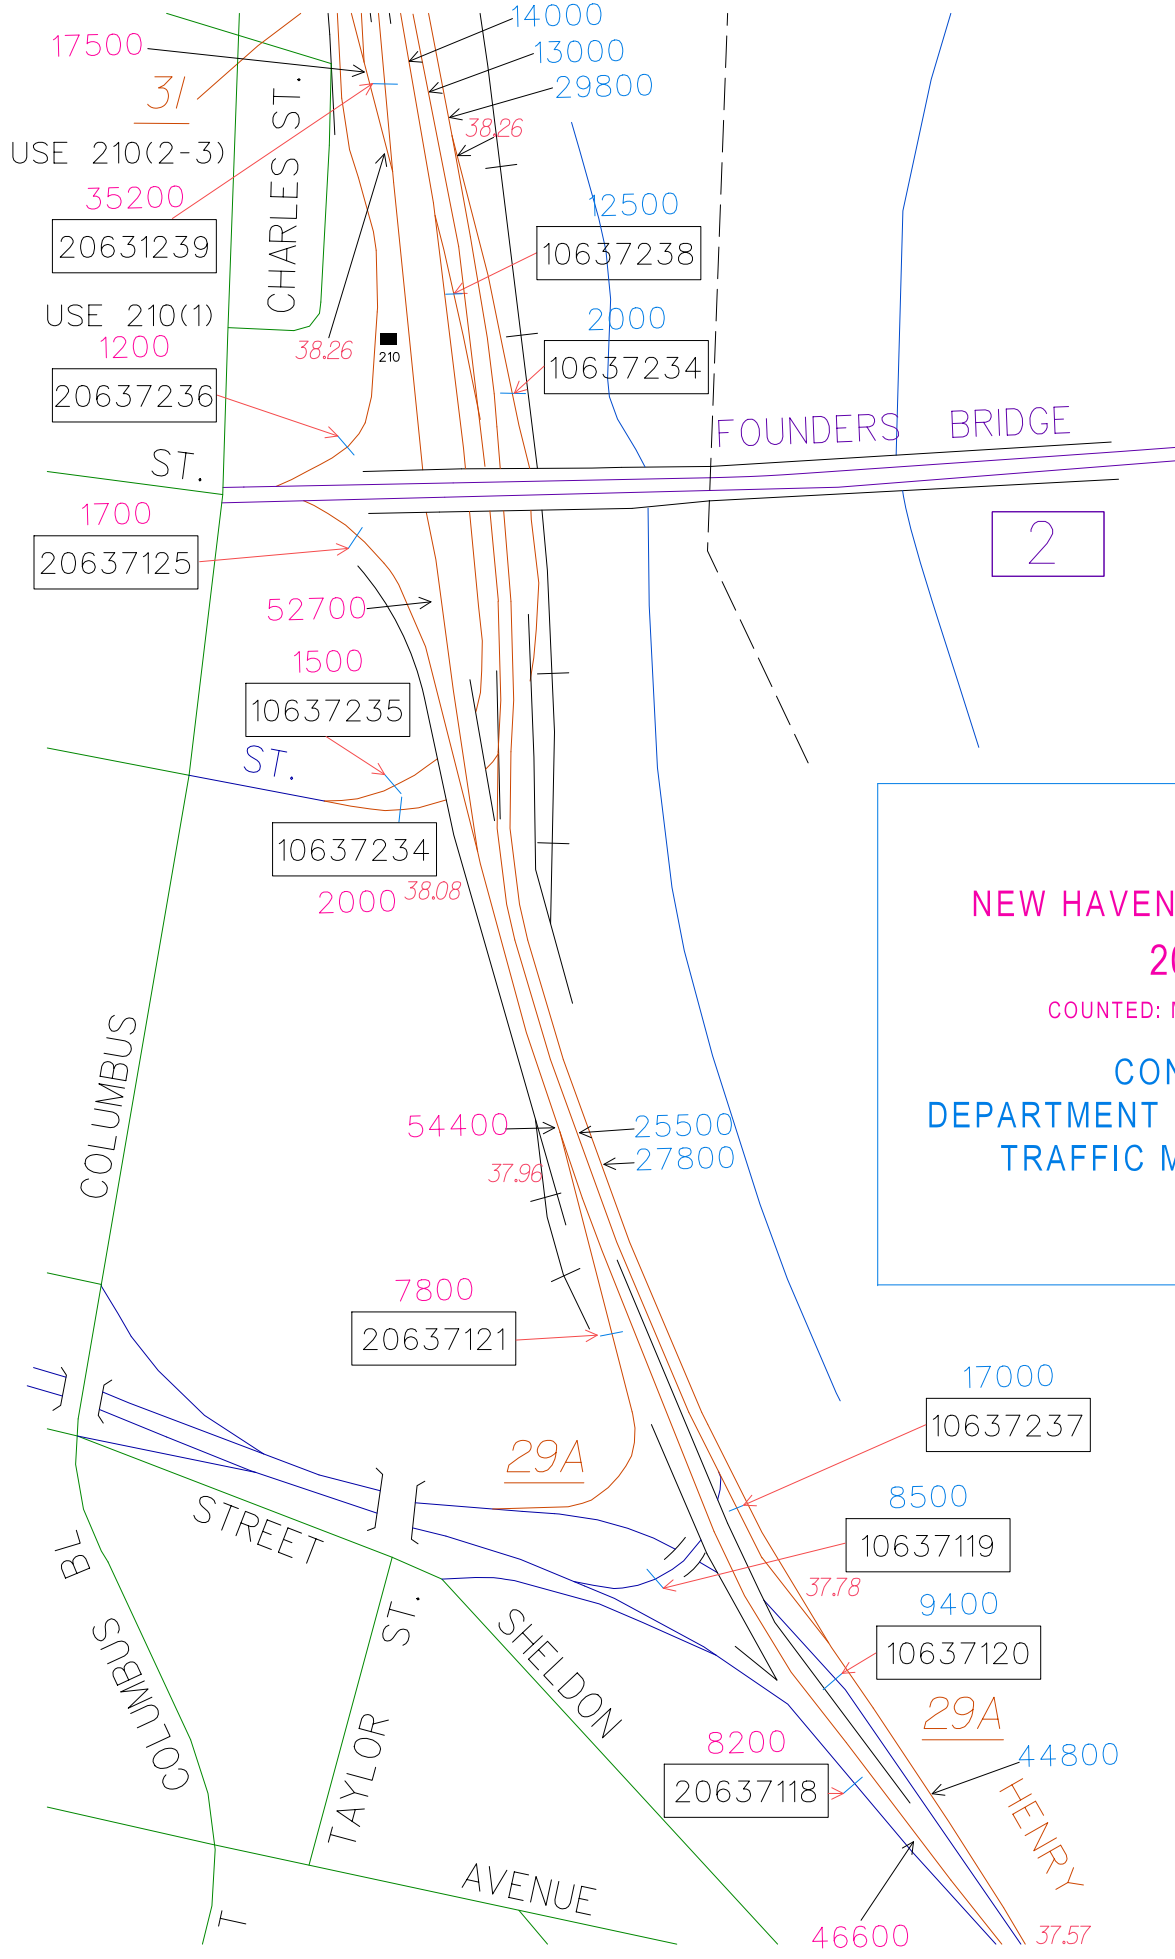 14000
17500
13000
31
29800
CHARLES ST.
38.26
USE 210(2-3)
35200
12500
20631239
10637238
USE 210(1)
2000
1200
38.26
210
10637234
20637236
FOUNDERS BRIDGE
ST.
1700
2
20637125
52700
1500
10637235
ST.
10637234
2000
38.08
NEW HAVEN
COUNTED:
COLUMBUS
DEPARTMENT
54400
25500
TRAFFIC
27800
37.96
7800
20637121
17000
10637237
29A
8500
STREET
10637119
BL
37.78
ST.
9400
SHELDON
COLUMBUS
10637120
29A
TAYLOR
8200
44800
20637118
HENRY
AVENUE
T
46600
37.57